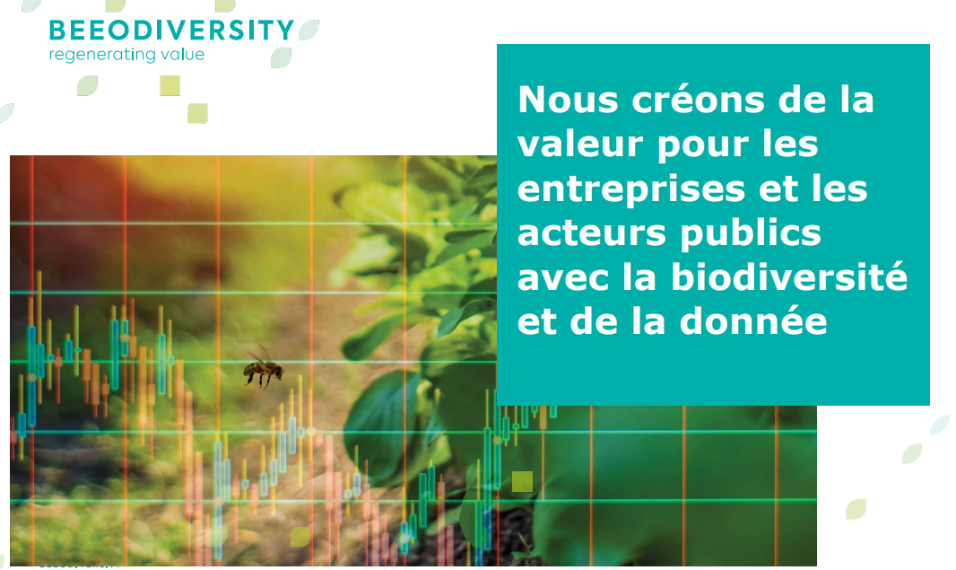 BEEODIVERSITY
regenerating value
Nous créons de la
valeur pour les
entreprises et les
acteurs publics
avec la biodiversité
et de la donnée